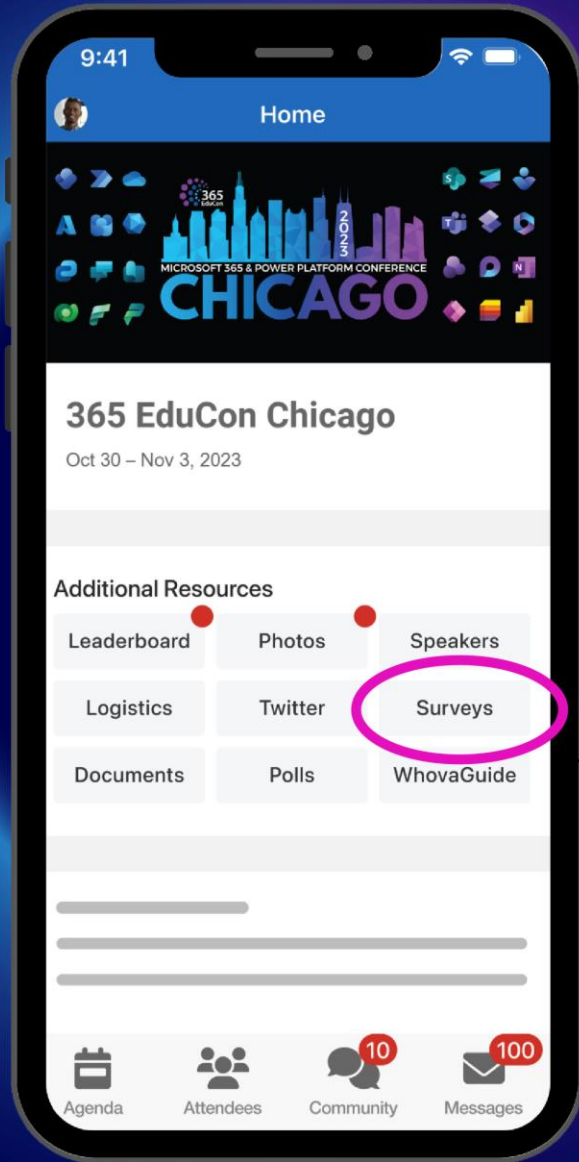 9:41
Home
365
EduCon
2023
MICROSOFT 365 & POWER PLATFORM CONFERENCE
CHICAGO
365 EduCon Chicago
Oct 30 – Nov 3, 2023
Additional Resources
Leaderboard Photos Speakers
Logistics Twitter Surveys
Documents Polls WhovaGuide
10 100
Agenda Attendees Community Messages